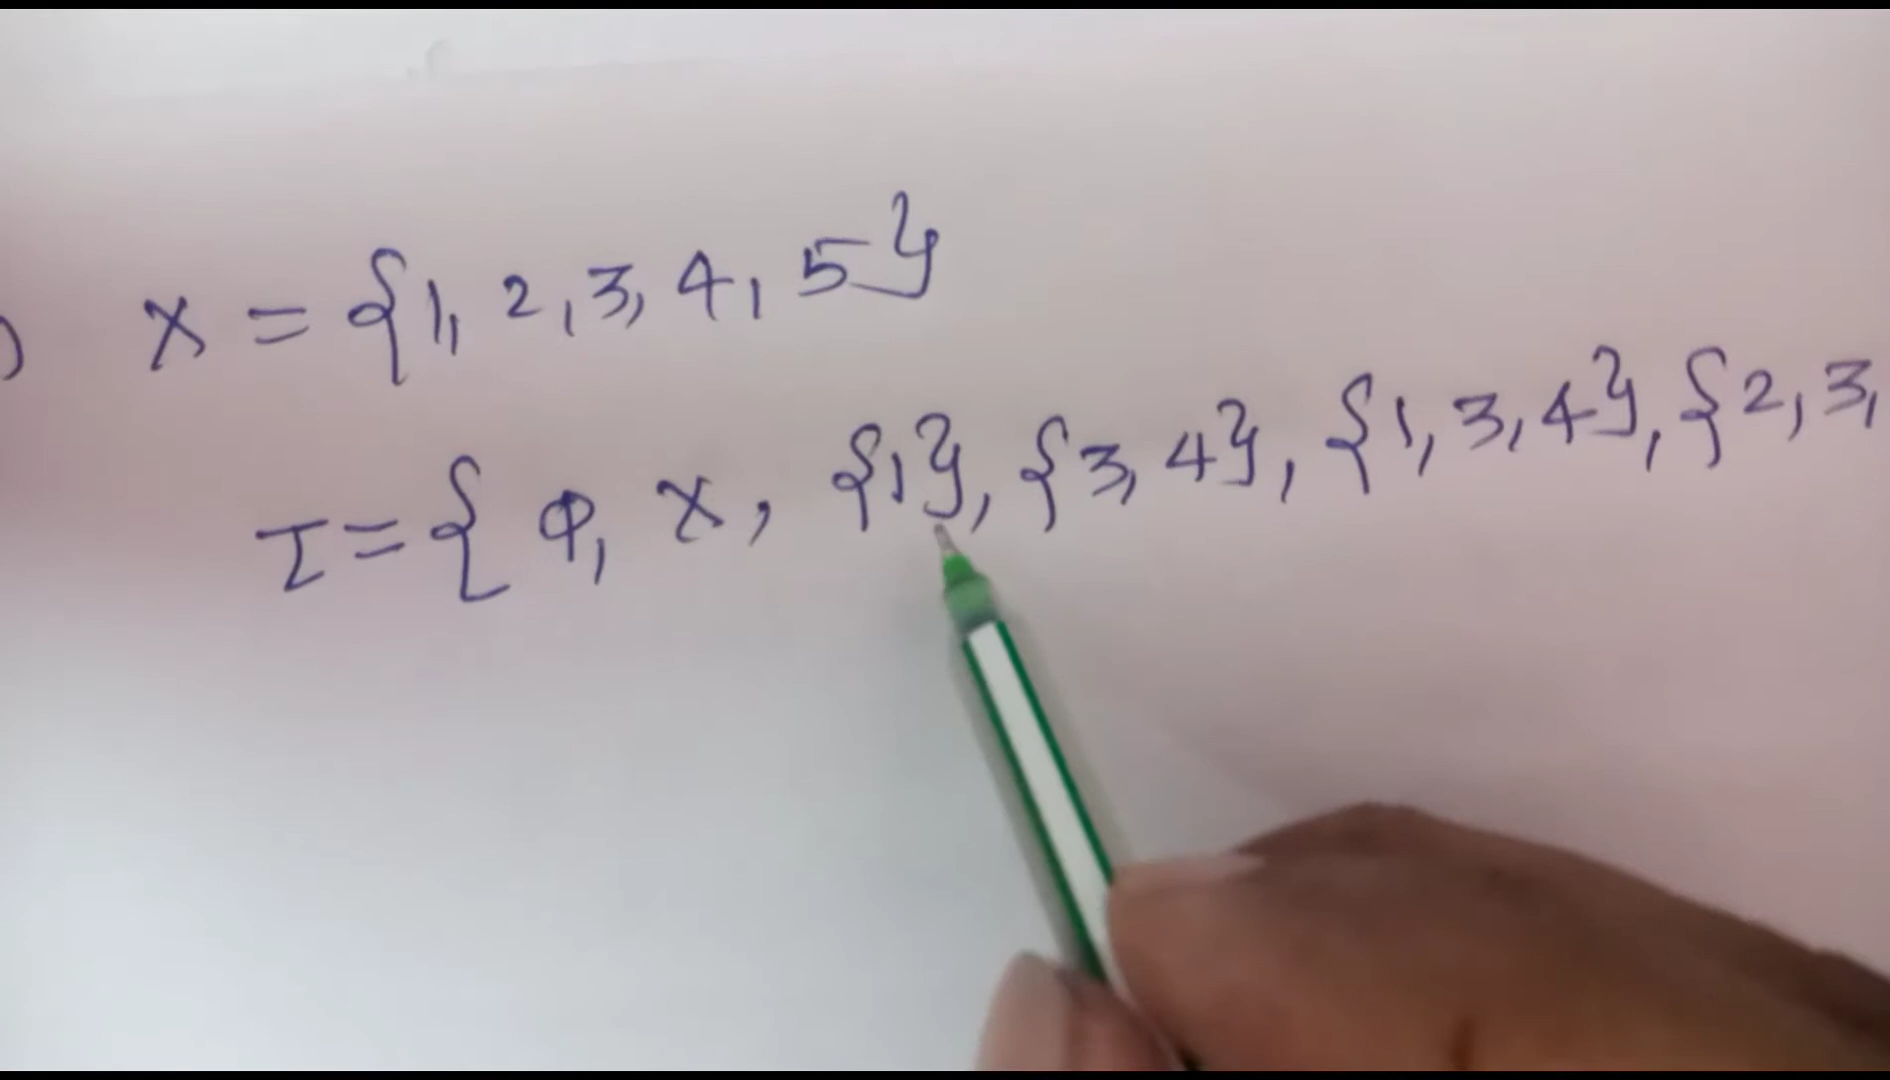 ) X = {1, 2, 3, 4, 5}
τ = { φ, X, {1}, {3, 4}, {1, 3, 4}, {2, 3,